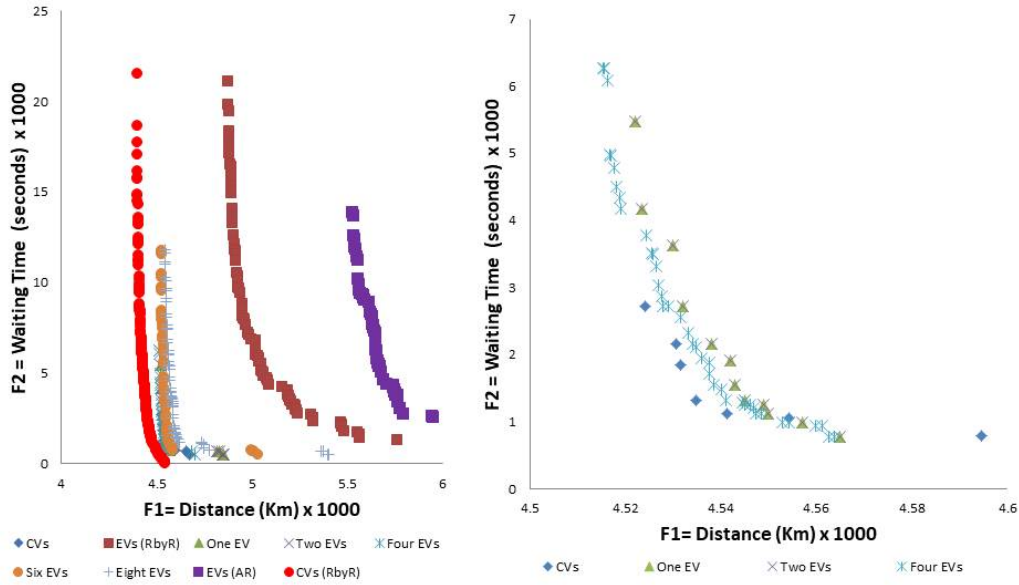 25
20
15
10
5
0
4
4.5
5
5.5
6
F2 = Waiting Time (seconds) x 1000
F1= Distance (Km) x 1000
CVs
EVs (RbyR)
One EV
Two EVs
Four EVs
Six EVs
Eight EVs
EVs (AR)
CVs (RbyR)
7
6
5
4
3
2
1
0
4.5
4.52
4.54
4.56
4.58
4.6
F2 = Waiting Time (seconds) x 1000
F1= Distance (Km) x 1000
CVs
One EV
Two EVs
Four EVs